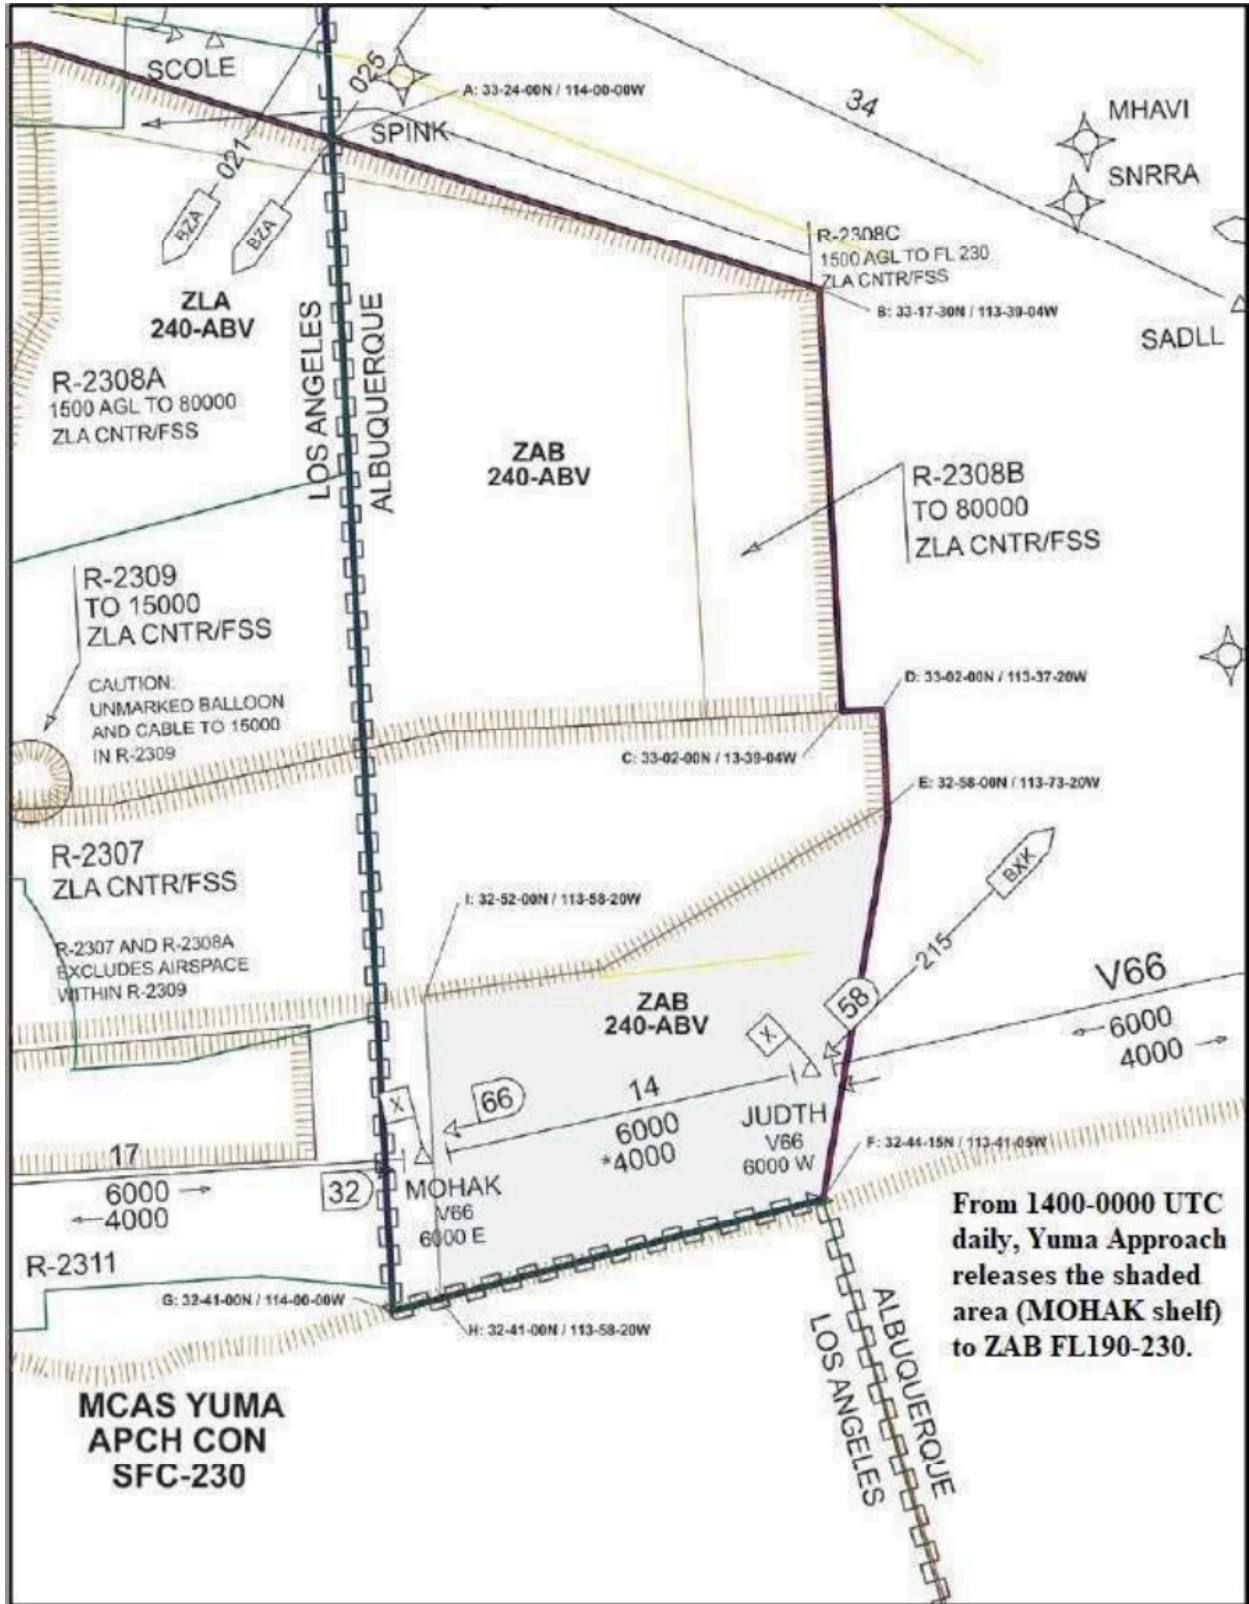 SCOLE
025
A: 33-24-00N / 114-00-00W
34
MHAVI
SPINK
SNRRA
021
BZA
BZA
R-2308C
1500 AGL TO FL 230
ZLA CNTR/FSS
B: 33-17-30N / 113-39-04W
SADLL
ZLA
240-ABV
LOS ANGELES
ALBUQUERQUE
R-2308A
1500 AGL TO 80000
ZLA CNTR/FSS
ZAB
240-ABV
R-2308B
TO 80000
ZLA CNTR/FSS
R-2309
TO 15000
ZLA CNTR/FSS
CAUTION:
UNMARKED BALLOON
AND CABLE TO 15000
IN R-2309
D: 33-02-00N / 113-37-20W
C: 33-02-00N / 13-39-04W
E: 32-58-00N / 113-73-20W
R-2307
ZLA CNTR/FSS
BXK
I: 32-52-00N / 113-58-20W
R-2307 AND R-2308A
EXCLUDES AIRSPACE
WITHIN R-2309
215
V66
6000
4000
ZAB
240-ABV
58
X
X
66
14
6000
*4000
JUDTH
V66
6000 W
F: 32-44-15N / 113-41-05W
17
6000
4000
32
MOHAK
V66
6000 E
From 1400-0000 UTC
daily, Yuma Approach
releases the shaded
area (MOHAK shelf)
to ZAB FL190-230.
R-2311
G: 32-41-00N / 114-00-00W
H: 32-41-00N / 113-58-20W
ALBUQUERQUE
LOS ANGELES
MCAS YUMA
APCH CON
SFC-230